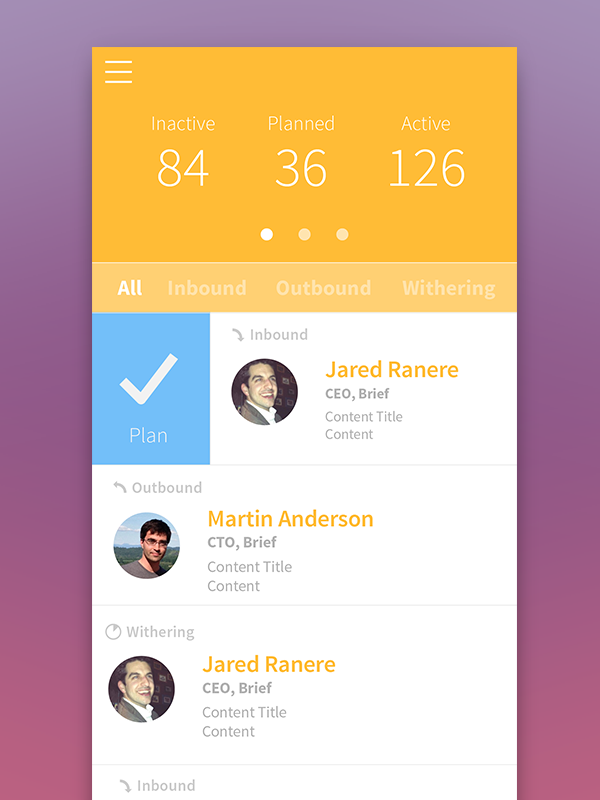 Inactive Planned Active
84 36 126
All Inbound Outbound Withering
Inbound
Jared Ranere
CEO, Brief
Content Title
Content
Plan
Outbound
Martin Anderson
CTO, Brief
Content Title
Content
Withering
Jared Ranere
CEO, Brief
Content Title
Content
Inbound